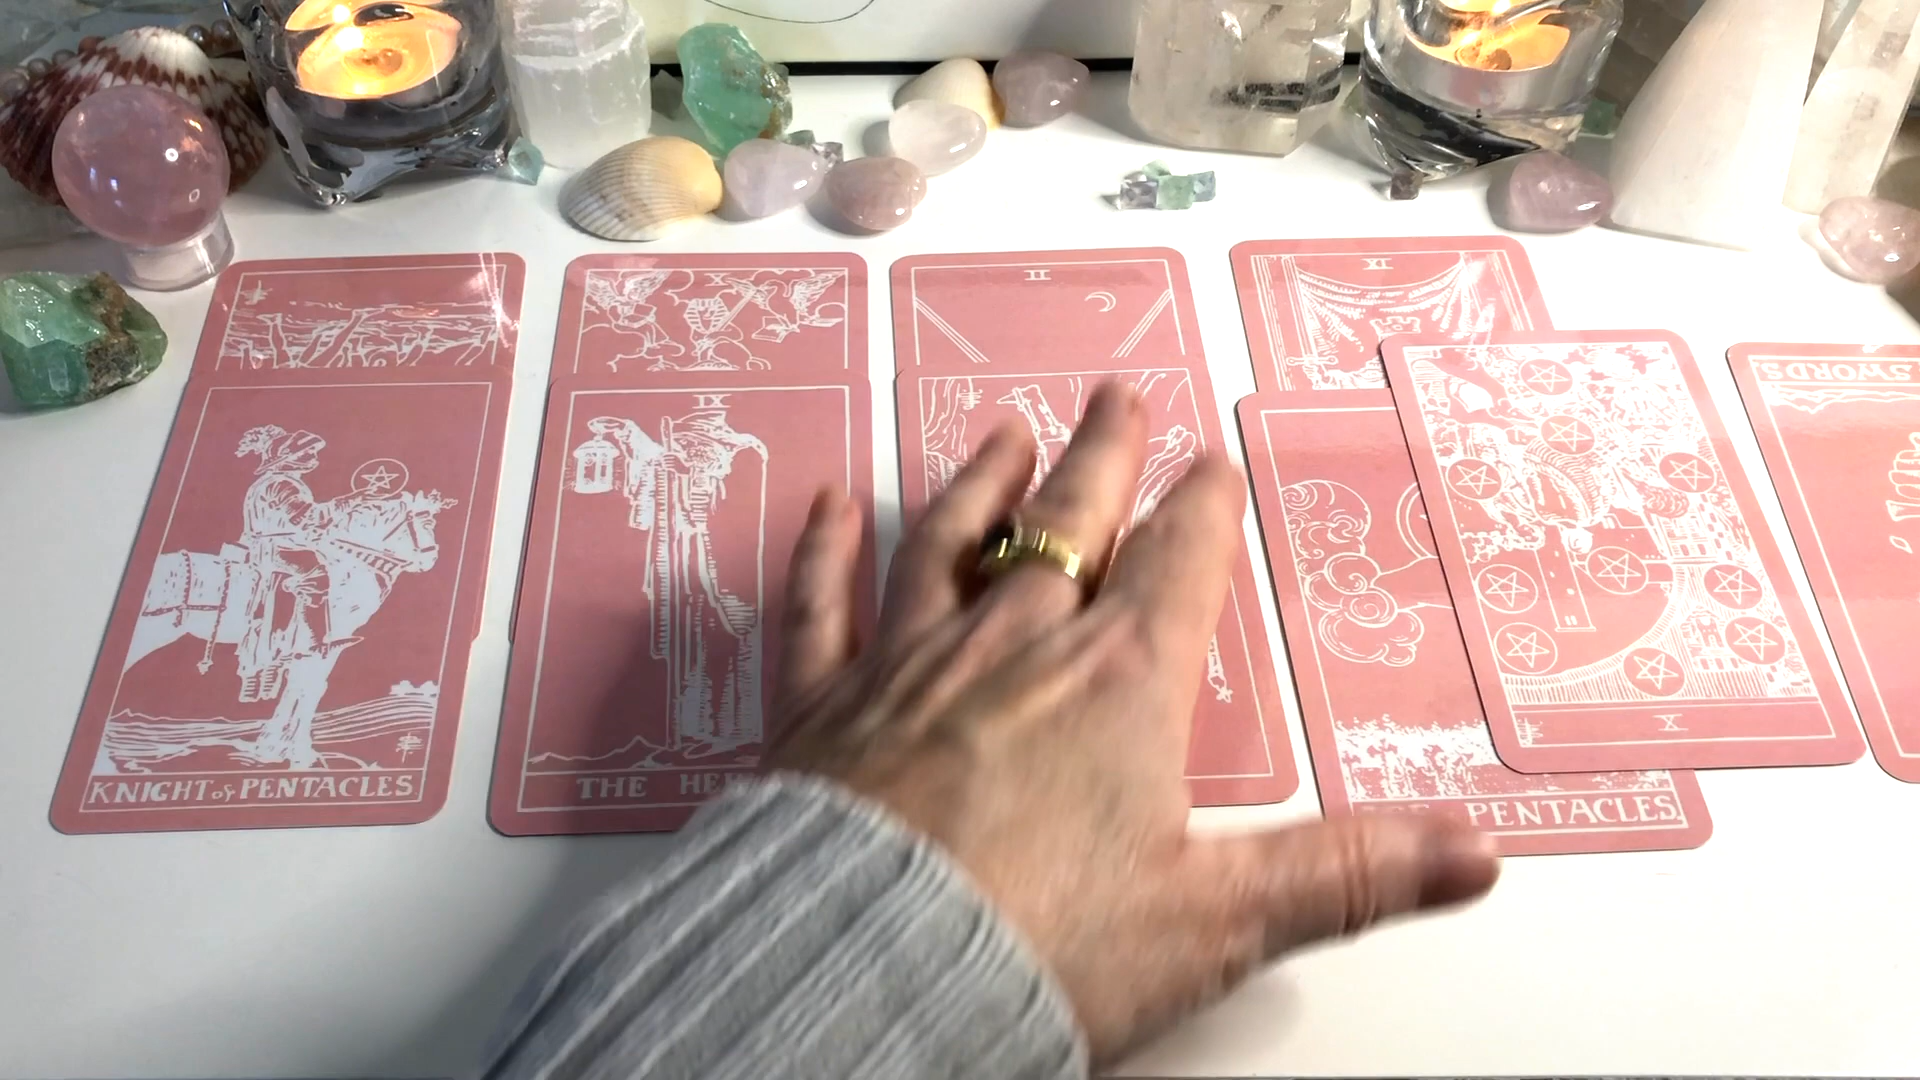 X
II
XI
IX
SWORDS.
KNIGHT of PENTACLES
THE HE
PENTACLES.
X